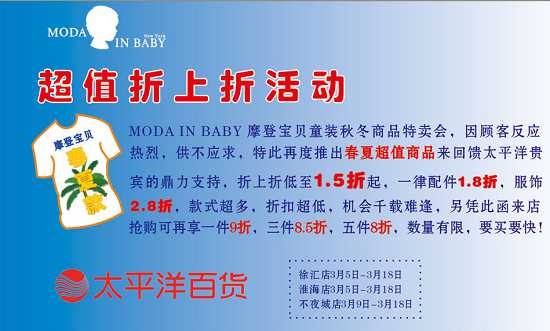 MODA
New York
IN BABY
超值折上折活动
摩登宝贝
春夏款
MODA IN BABY 摩登宝贝童装秋冬商品特卖会，因顾客反应
热烈，供不应求，特此再度推出春夏超值商品来回馈太平洋贵
宾的鼎力支持，折上折低至1.5折起，一律配件1.8折，服饰
2.8折，款式超多，折扣超低，机会千载难逢，另凭此函来店
抢购可再享一件9折，三件8.5折，五件8折，数量有限，要买要快！
太平洋百货
徐汇店3月5日-3月18日
淮海店3月5日-3月18日
不夜城店3月9日-3月18日